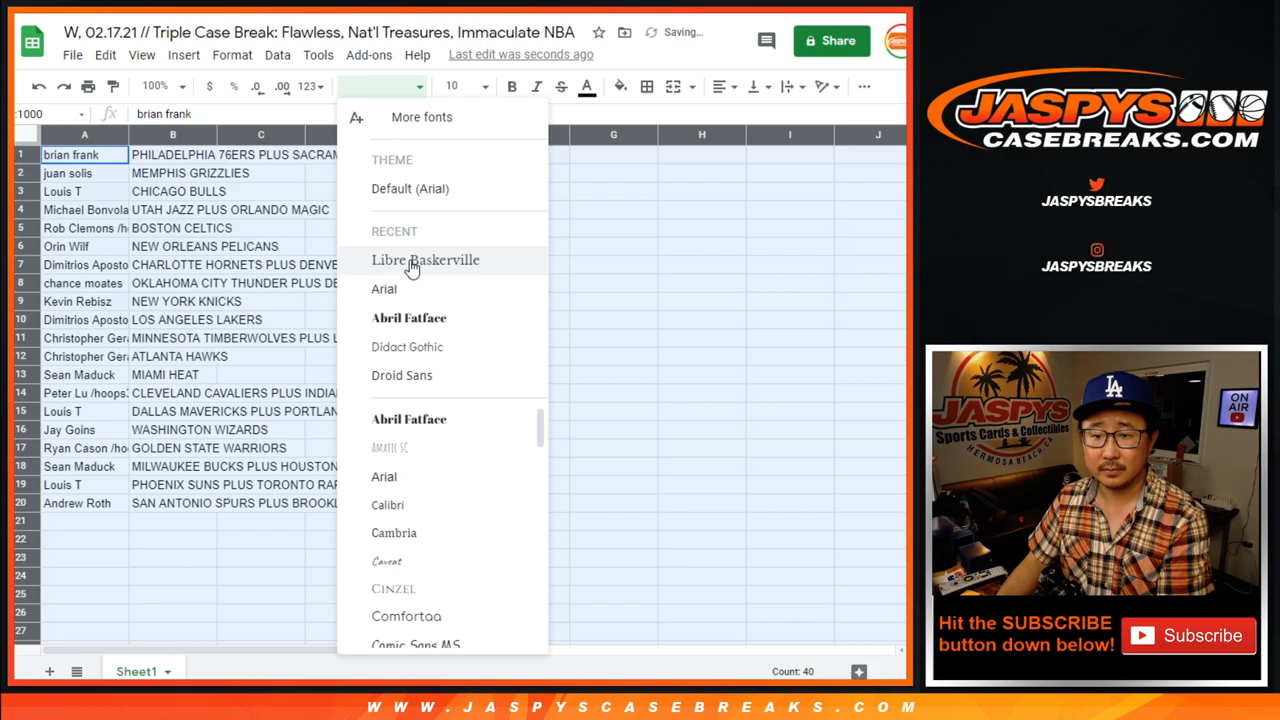 W, 02.17.21 // Triple Case Break: Flawless, Nat'l Treasures, Immaculate NBA
Saving...
File Edit View Insert Format Data Tools Add-ons Help Last edit was seconds ago
Share
100% $ % .0 .00 123 10 B I S A
:1000 fx brian frank
A B C G H I J
1 brian frank PHILADELPHIA 76ERS PLUS SACRAM
2 juan solis MEMPHIS GRIZZLIES
3 Louis T CHICAGO BULLS
4 Michael Bonvola UTAH JAZZ PLUS ORLANDO MAGIC
5 Rob Clemons /ho BOSTON CELTICS
6 Orin Wilf NEW ORLEANS PELICANS
7 Dimitrios Aposto CHARLOTTE HORNETS PLUS DENVE
8 chance moates OKLAHOMA CITY THUNDER PLUS DE
9 Kevin Rebisz NEW YORK KNICKS
10 Dimitrios Aposto LOS ANGELES LAKERS
11 Christopher Gera MINNESOTA TIMBERWOLVES PLUS L
12 Christopher Gera ATLANTA HAWKS
13 Sean Maduck MIAMI HEAT
14 Peter Lu /hoops3 CLEVELAND CAVALIERS PLUS INDIAN
15 Louis T DALLAS MAVERICKS PLUS PORTLAN
16 Jay Goins WASHINGTON WIZARDS
17 Ryan Cason /hoo GOLDEN STATE WARRIORS
18 Sean Maduck MILWAUKEE BUCKS PLUS HOUSTON
19 Louis T PHOENIX SUNS PLUS TORONTO RAP
20 Andrew Roth SAN ANTONIO SPURS PLUS BROOKL
21
22
23
24
25
26
27
More fonts
THEME
Default (Arial)
RECENT
Libre Baskerville
Arial
Abril Fatface
Didact Gothic
Droid Sans
Abril Fatface
AMATIC SC
Arial
Calibri
Cambria
Caveat
CINZEL
Comfortaa
Comic Sans MS
Sheet1
Count: 40
JASPYS
CASEBREAKS.COM
JASPYSBREAKS
JASPYSBREAKS
JASPYS
Sports Cards & Collectibles
HERMOSA BEACH, CA
LA
ON
AIR
Hit the SUBSCRIBE
button down below!
Subscribe
WWW.JASPYSCASEBREAKS.COM